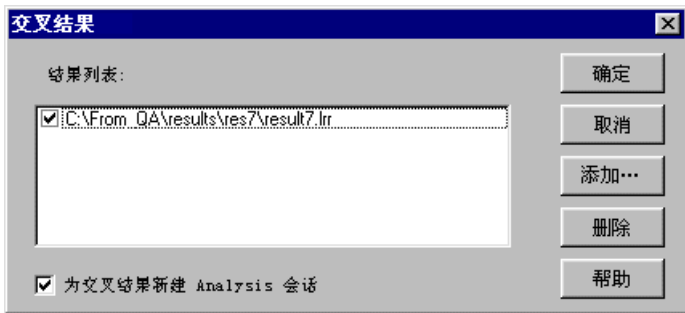 交叉结果
结果列表:
确定
C:\From_QA\results\res7\result7.lrr
取消
添加…
删除
为交叉结果新建 Analysis 会话
帮助